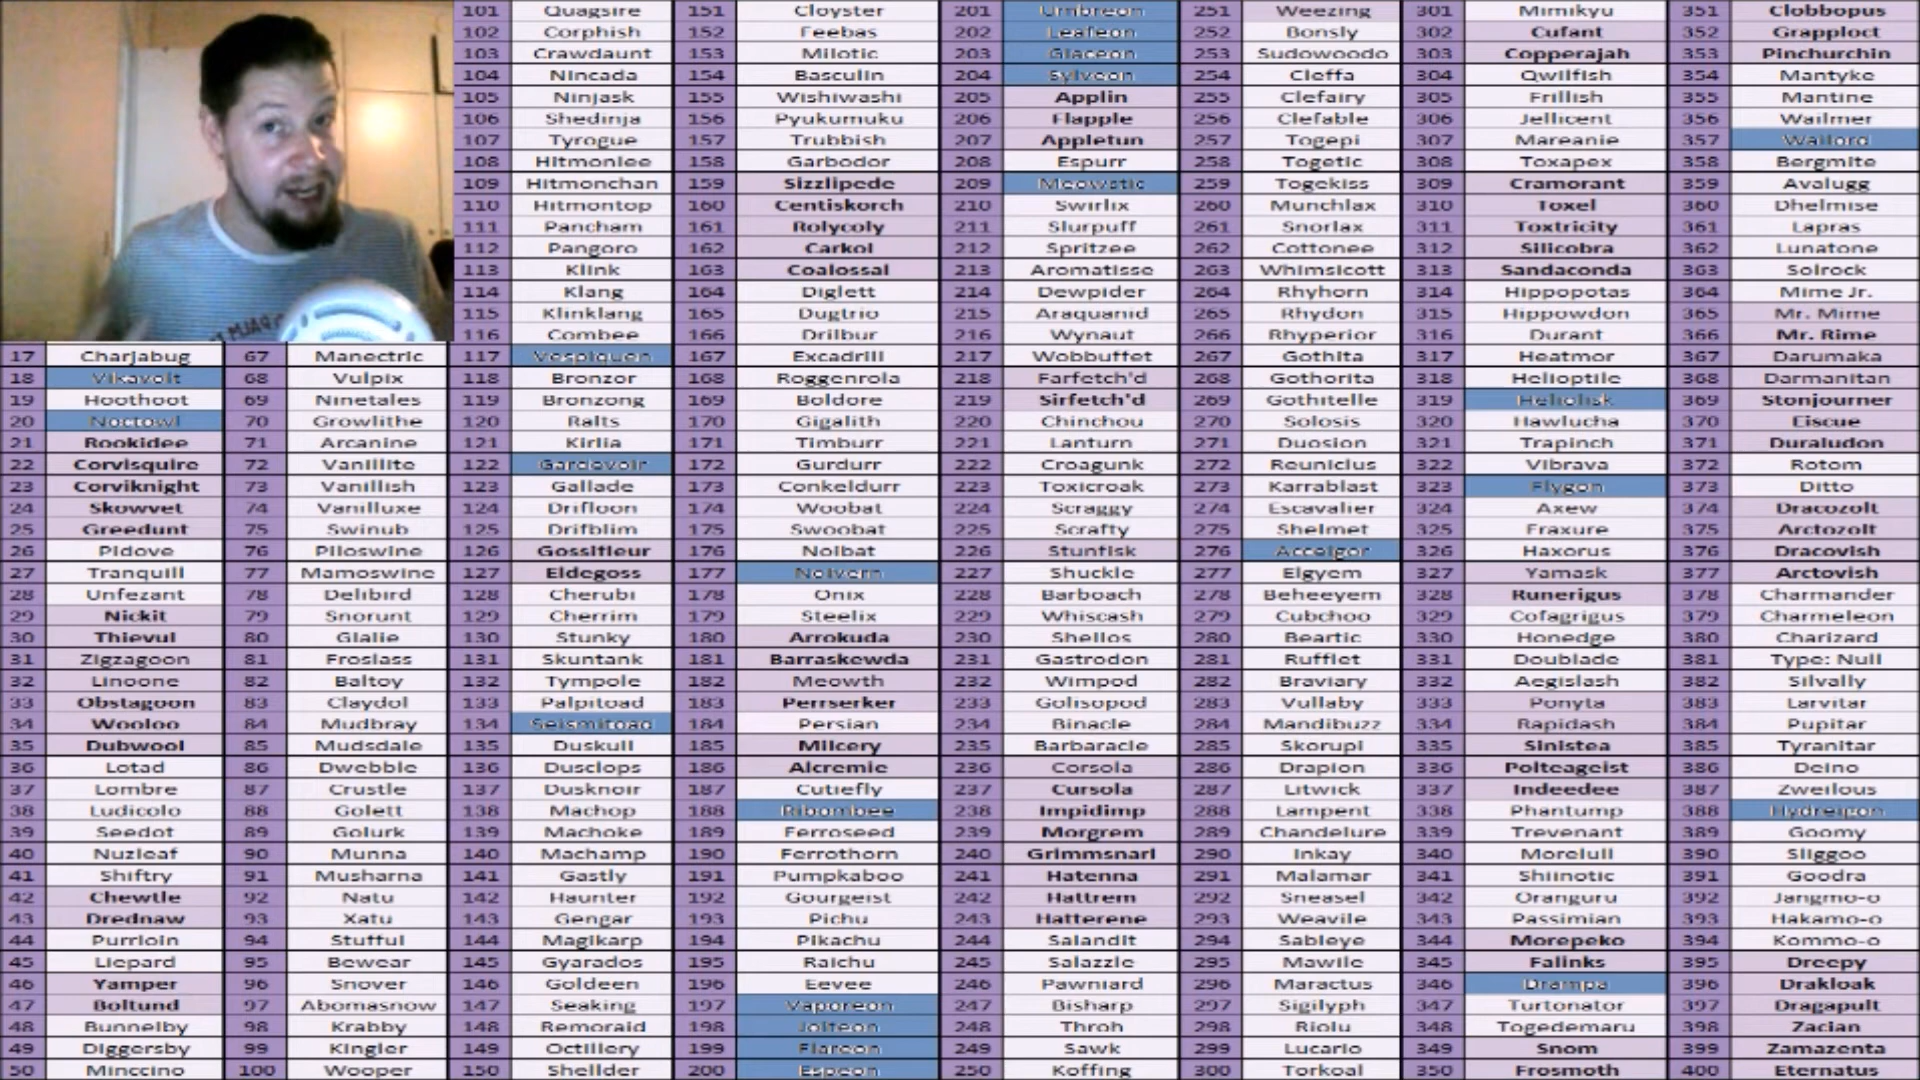 101 Quagsire 151 Cloyster 201 Umbreon 251 Weezing 301 Mimikyu 351 Clobbopus
102 Corphish 152 Feebas 202 Leafeon 252 Bonsly 302 Cufant 352 Grapploct
103 Crawdaunt 153 Milotic 203 Glaceon 253 Sudowoodo 303 Copperajah 353 Pinchurchin
104 Nincada 154 Basculin 204 Sylveon 254 Cleffa 304 Qwilfish 354 Mantyke
105 Ninjask 155 Wishiwashi 205 Applin 255 Clefairy 305 Frillish 355 Mantine
106 Shedinja 156 Pyukumuku 206 Flapple 256 Clefable 306 Jellicent 356 Wailmer
107 Tyrogue 157 Trubbish 207 Appletun 257 Togepi 307 Mareanie 357 Wailord
108 Hitmonlee 158 Garbodor 208 Espurr 258 Togetic 308 Toxapex 358 Bergmite
109 Hitmonchan 159 Sizzlipede 209 Meowstic 259 Togekiss 309 Cramorant 359 Avalugg
110 Hitmontop 160 Centiskorch 210 Swirlix 260 Munchlax 310 Toxel 360 Dhelmise
111 Pancham 161 Rolycoly 211 Slurpuff 261 Snorlax 311 Toxtricity 361 Lapras
112 Pangoro 162 Carkol 212 Spritzee 262 Cottonee 312 Silicobra 362 Lunatone
113 Klink 163 Coalossal 213 Aromatisse 263 Whimsicott 313 Sandaconda 363 Solrock
114 Klang 164 Diglett 214 Dewpider 264 Rhyhorn 314 Hippopotas 364 Mime Jr.
115 Klinklang 165 Dugtrio 215 Araquanid 265 Rhydon 315 Hippowdon 365 Mr. Mime
116 Combee 166 Drilbur 216 Wynaut 266 Rhyperior 316 Durant 366 Mr. Rime
17 Charjabug 67 Manectric 117 Vespiquen 167 Excadrill 217 Wobbuffet 267 Gothita 317 Heatmor 367 Darumaka
18 Vikavolt 68 Vulpix 118 Bronzor 168 Roggenrola 218 Farfetch'd 268 Gothorita 318 Helioptile 368 Darmanitan
19 Hoothoot 69 Ninetales 119 Bronzong 169 Boldore 219 Sirfetch'd 269 Gothitelle 319 Heliolisk 369 Stonjourner
20 Noctowl 70 Growlithe 120 Ralts 170 Gigalith 220 Chinchou 270 Solosis 320 Hawlucha 370 Eiscue
21 Rookidee 71 Arcanine 121 Kirlia 171 Timburr 221 Lanturn 271 Duosion 321 Trapinch 371 Duraludon
22 Corvisquire 72 Vanillite 122 Gardevoir 172 Gurdurr 222 Croagunk 272 Reuniclus 322 Vibrava 372 Rotom
23 Corviknight 73 Vanillish 123 Gallade 173 Conkeldurr 223 Toxicroak 273 Karrablast 323 Flygon 373 Ditto
24 Skowvet 74 Vanilluxe 124 Drifloon 174 Woobat 224 Scraggy 274 Escavalier 324 Axew 374 Dracozolt
25 Greedunt 75 Swinub 125 Drifblim 175 Swoobat 225 Scrafty 275 Shelmet 325 Fraxure 375 Arctozolt
26 Pidove 76 Piloswine 126 Gossifleur 176 Noibat 226 Stunfisk 276 Accelgor 326 Haxorus 376 Dracovish
27 Tranquill 77 Mamoswine 127 Eldegoss 177 Noivern 227 Shuckle 277 Elgyem 327 Yamask 377 Arctovish
28 Unfezant 78 Delibird 128 Cherubi 178 Onix 228 Barboach 278 Beheeyem 328 Runerigus 378 Charmander
29 Nickit 79 Snorunt 129 Cherrim 179 Steelix 229 Whiscash 279 Cubchoo 329 Cofagrigus 379 Charmeleon
30 Thievul 80 Glalie 130 Stunky 180 Arrokuda 230 Shellos 280 Beartic 330 Honedge 380 Charizard
31 Zigzagoon 81 Froslass 131 Skuntank 181 Barraskewda 231 Gastrodon 281 Rufflet 331 Doublade 381 Type: Null
32 Linoone 82 Baltoy 132 Tympole 182 Meowth 232 Wimpod 282 Braviary 332 Aegislash 382 Silvally
33 Obstagoon 83 Claydol 133 Palpitoad 183 Perrserker 233 Golisopod 283 Vullaby 333 Ponyta 383 Larvitar
34 Wooloo 84 Mudbray 134 Seismitoad 184 Persian 234 Binacle 284 Mandibuzz 334 Rapidash 384 Pupitar
35 Dubwool 85 Mudsdale 135 Duskull 185 Milcery 235 Barbaracle 285 Skorupi 335 Sinistea 385 Tyranitar
36 Lotad 86 Dwebble 136 Dusclops 186 Alcremie 236 Corsola 286 Drapion 336 Polteageist 386 Deino
37 Lombre 87 Crustle 137 Dusknoir 187 Cutiefly 237 Cursola 287 Litwick 337 Indeedee 387 Zweilous
38 Ludicolo 88 Golett 138 Machop 188 Ribombee 238 Impidimp 288 Lampent 338 Phantump 388 Hydreigon
39 Seedot 89 Golurk 139 Machoke 189 Ferroseed 239 Morgrem 289 Chandelure 339 Trevenant 389 Goomy
40 Nuzleaf 90 Munna 140 Machamp 190 Ferrothorn 240 Grimmsnarl 290 Inkay 340 Morelull 390 Sliggoo
41 Shiftry 91 Musharna 141 Gastly 191 Pumpkaboo 241 Hatenna 291 Malamar 341 Shiinotic 391 Goodra
42 Chewtle 92 Natu 142 Haunter 192 Gourgeist 242 Hattrem 292 Sneasel 342 Oranguru 392 Jangmo-o
43 Drednaw 93 Xatu 143 Gengar 193 Pichu 243 Hatterene 293 Weavile 343 Passimian 393 Hakamo-o
44 Purrloin 94 Stufful 144 Magikarp 194 Pikachu 244 Salandit 294 Sableye 344 Morepeko 394 Kommo-o
45 Liepard 95 Bewear 145 Gyarados 195 Raichu 245 Salazzle 295 Mawile 345 Falinks 395 Dreepy
46 Yamper 96 Snover 146 Goldeen 196 Eevee 246 Pawniard 296 Maractus 346 Drampa 396 Drakloak
47 Boltund 97 Abomasnow 147 Seaking 197 Vaporeon 247 Bisharp 297 Sigilyph 347 Turtonator 397 Dragapult
48 Bunnelby 98 Krabby 148 Remoraid 198 Jolteon 248 Throh 298 Riolu 348 Togedemaru 398 Zacian
49 Diggersby 99 Kingler 149 Octillery 199 Flareon 249 Sawk 299 Lucario 349 Snom 399 Zamazenta
50 Minccino 100 Wooper 150 Shellder 200 Espeon 250 Koffing 300 Torkoal 350 Frosmoth 400 Eternatus